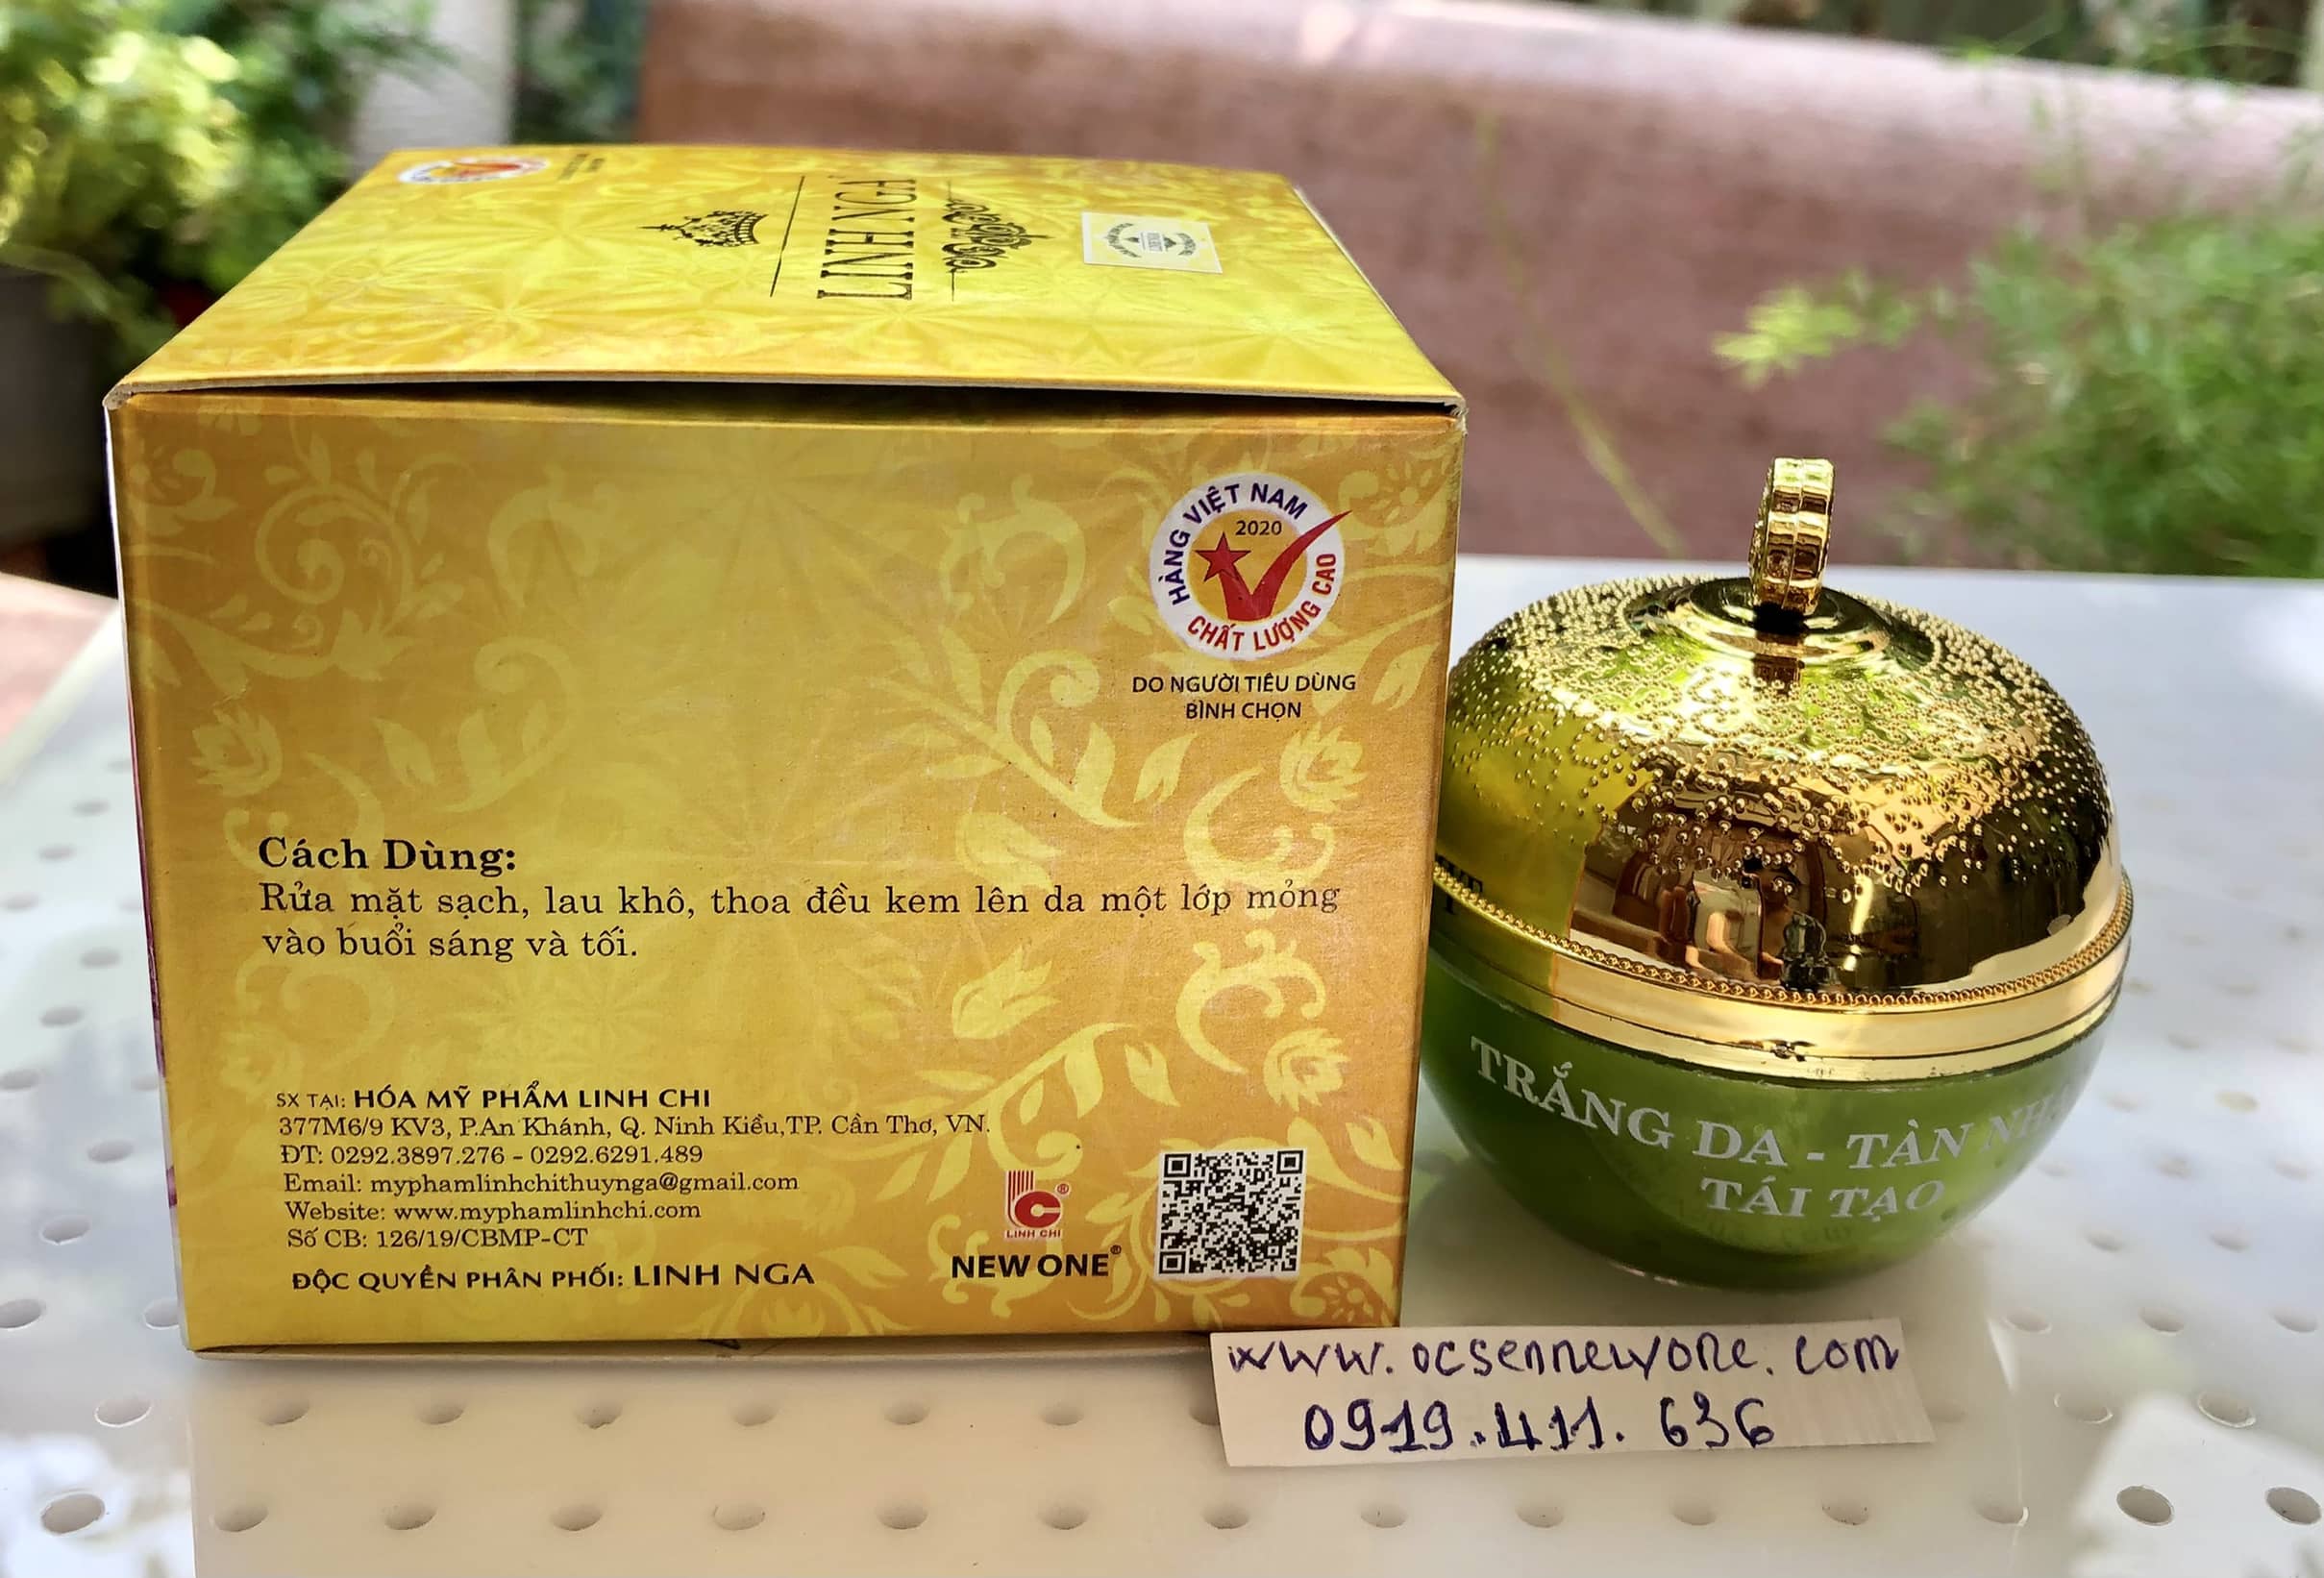 LINH NGA
HÀNG VIỆT NAM
2020
CHẤT LƯỢNG CAO
DO NGƯỜI TIÊU DÙNG
BÌNH CHỌN
Cách Dùng:
Rửa mặt sạch, lau khô, thoa đều kem lên da một lớp mỏng
vào buổi sáng và tối.
SX TẠI: HÓA MỸ PHẨM LINH CHI
377M6/9 KV3, P.An Khánh, Q. Ninh Kiều,TP. Cần Thơ, VN.
ĐT: 0292.3897.276 - 0292.6291.489
Email: myphamlinhchithuynga@gmail.com
Website: www.myphamlinhchi.com
Số CB: 126/19/CBMP-CT
ĐỘC QUYỀN PHÂN PHỐI: LINH NGA
LINH CHI
NEW ONE®
TRẮNG DA - TÀN
TÁI TẠO
www.ocsennewyone.com
0919.411.636